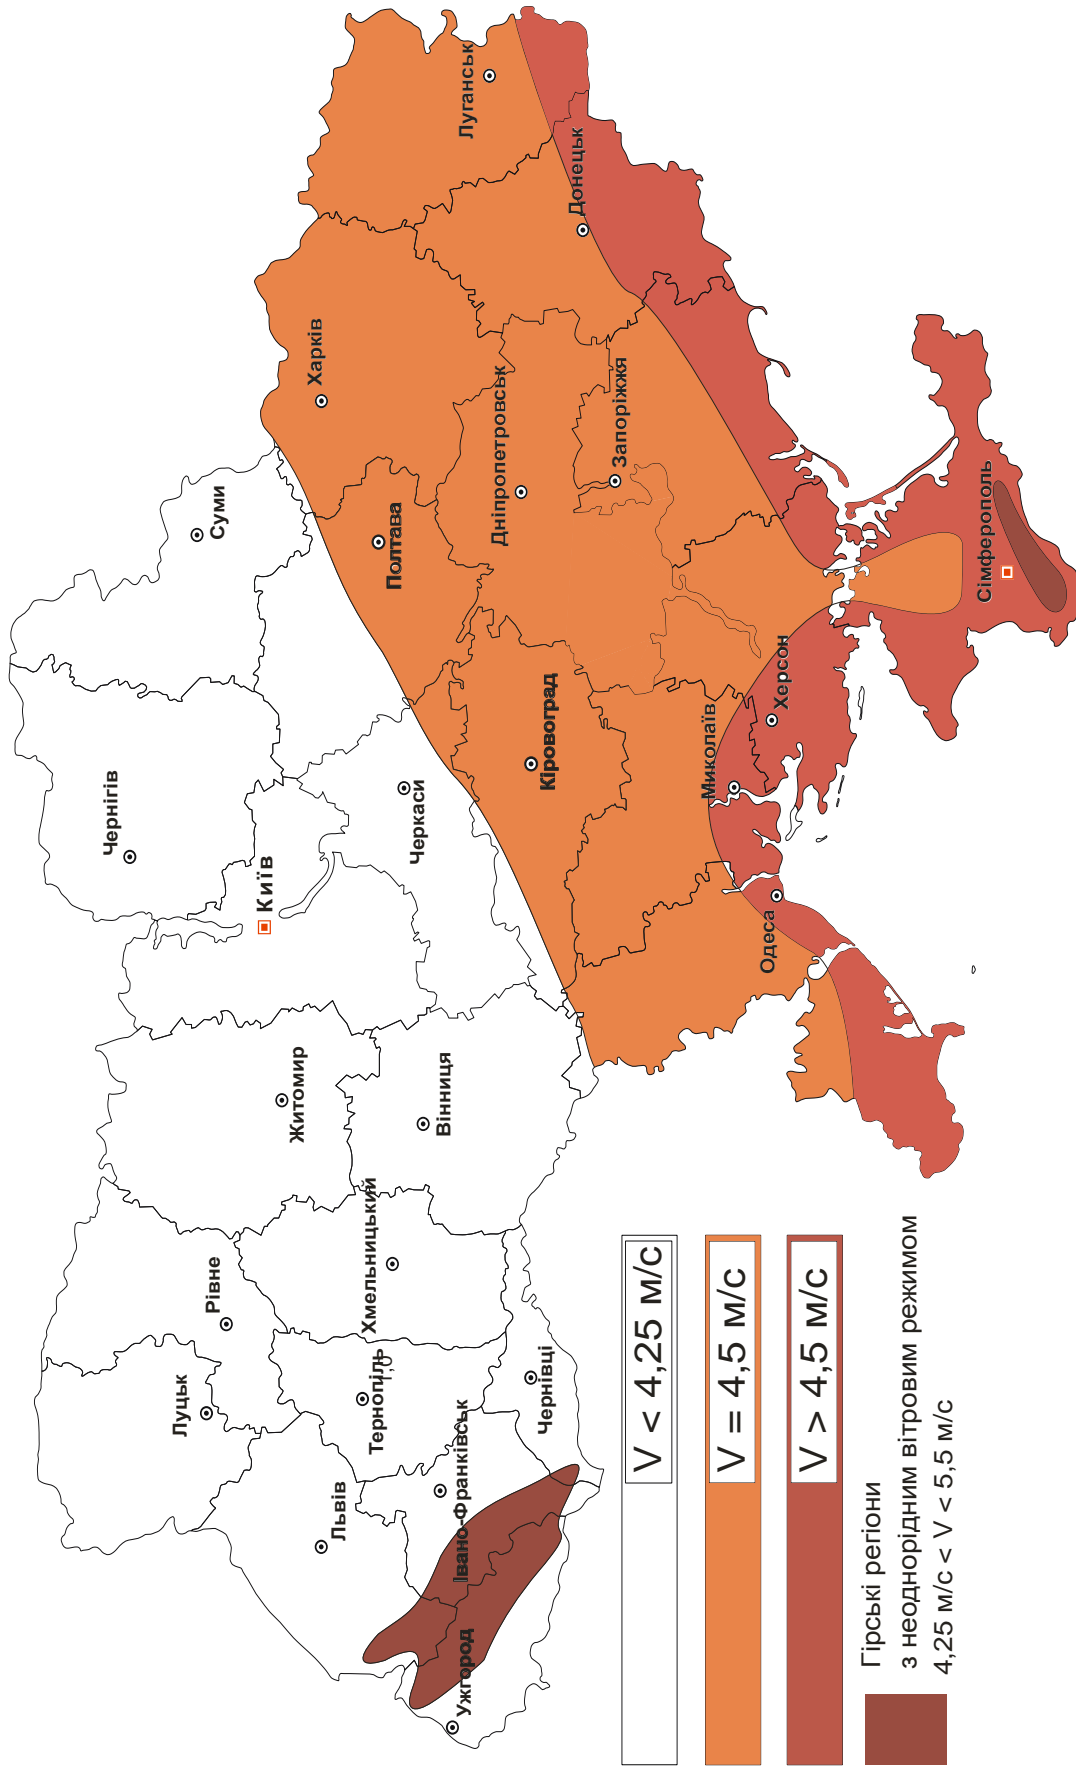 Луцьк
Рівне
Житомир
Київ
Чернігів
Суми
Львів
Тернопіль
1,0
Хмельницький
Вінниця
Черкаси
Полтава
Харків
Луганськ
Ужгород
Івано-Франківськ
Чернівці
Кіровоград
Дніпропетровськ
Донецьк
Запоріжжя
Миколаїв
Одеса
Херсон
Сімферополь
V < 4,25 м/с
V = 4,5 м/с
V > 4,5 м/с
Гірські регіони
з неоднорідним вітровим режимом
4,25 м/с < V < 5,5 м/с